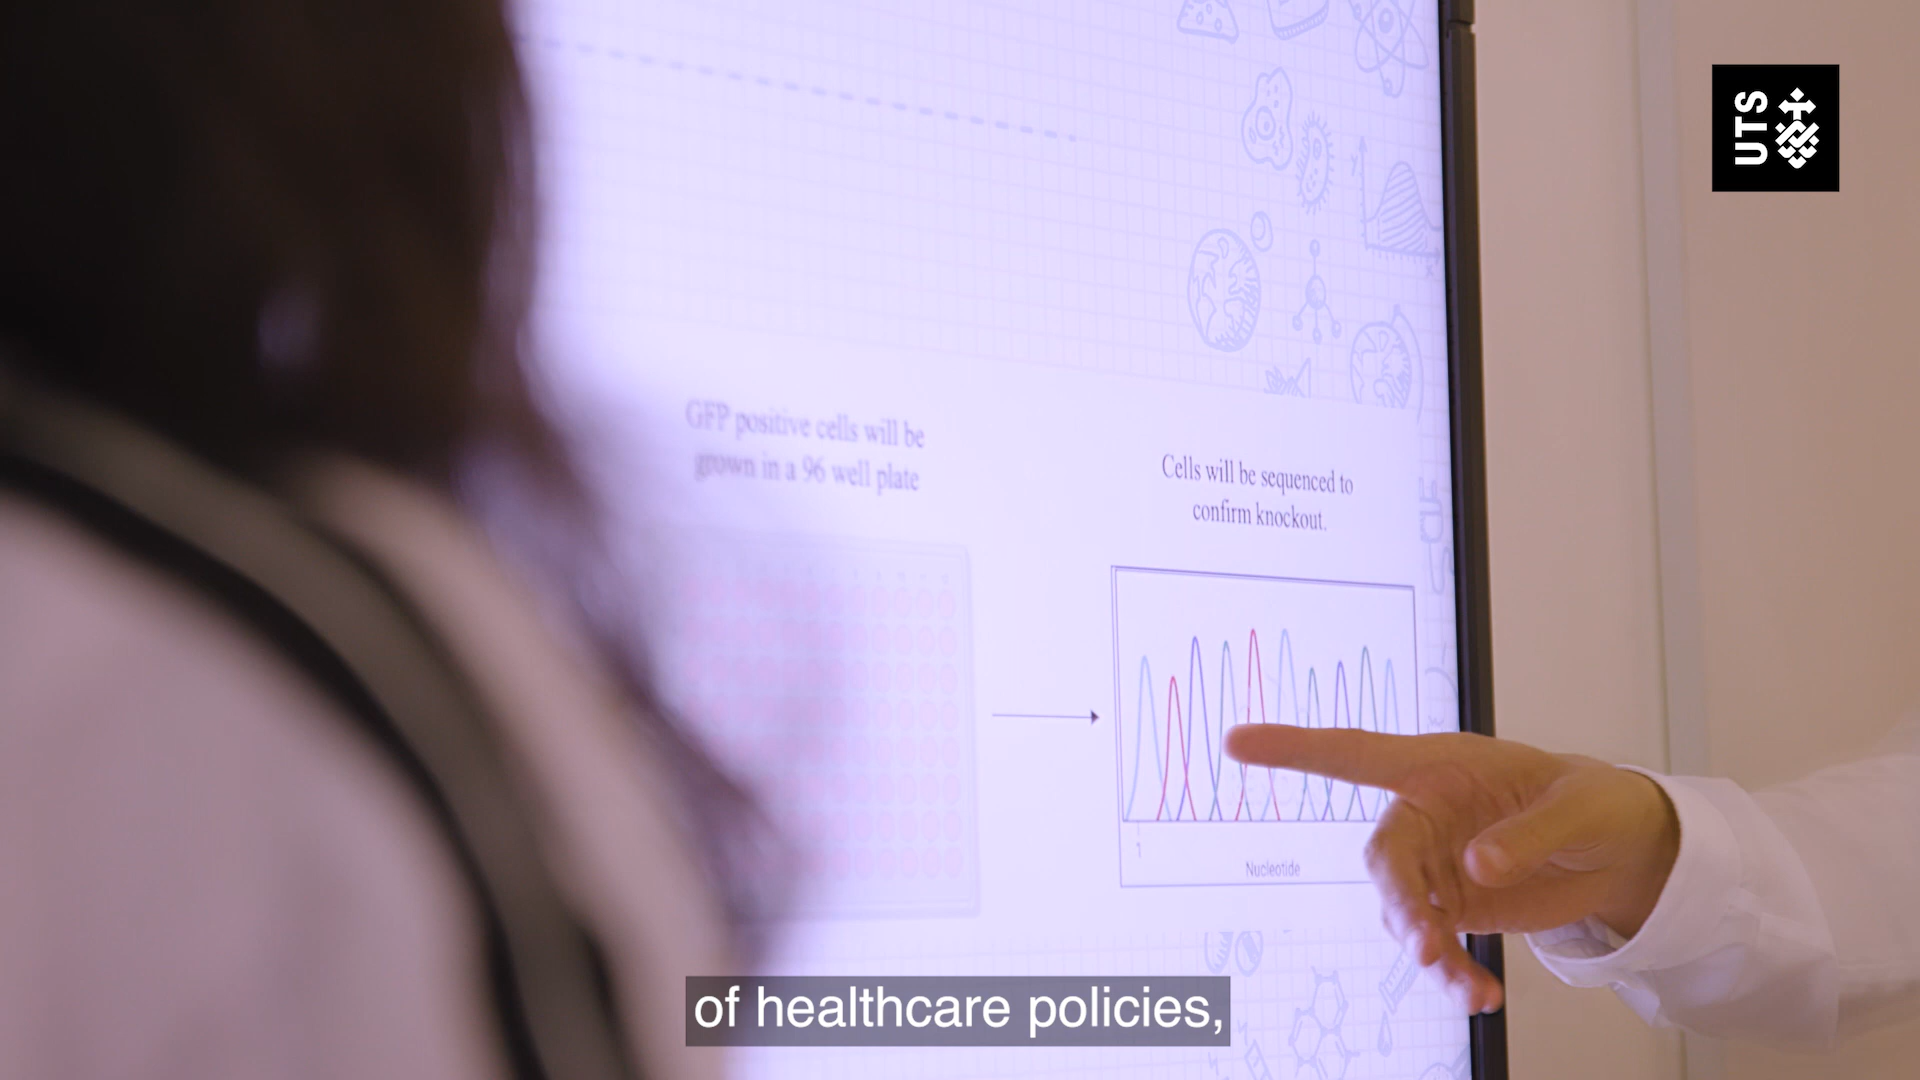 UTS
GFP positive cells will be
grown in a 96 well plate
Cells will be sequenced to
confirm knockout.
1
Nucleotide
of healthcare policies,